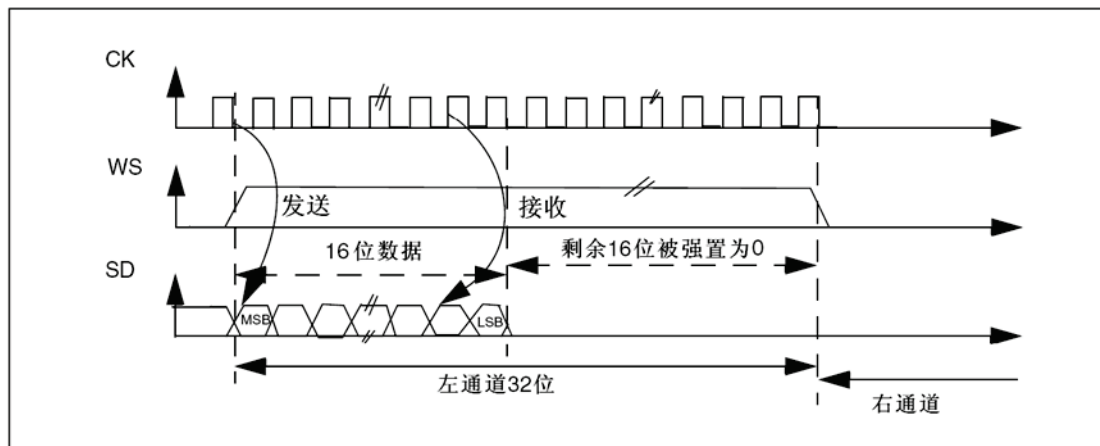 CK
WS
发送
接收
16位数据
剩余16位被强置为0
SD
MSB
LSB
左通道32位
右通道